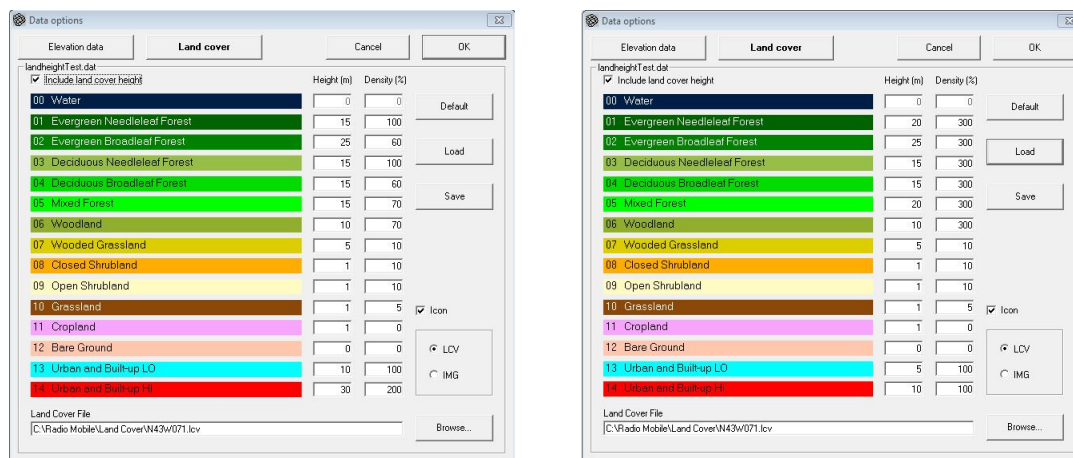 Data options
Elevation data Land cover Cancel OK
landheightTest.dat
Include land cover height Height (m) Density (%)
00 Water 0 0 Default
01 Evergreen Needleleaf Forest 15 100
02 Evergreen Broadleaf Forest 25 60 Load
03 Deciduous Needleleaf Forest 15 100
04 Deciduous Broadleaf Forest 15 60 Save
05 Mixed Forest 15 70
06 Woodland 10 70
07 Wooded Grassland 5 10
08 Closed Shrubland 1 10
09 Open Shrubland 1 10
10 Grassland 1 5 Icon
11 Cropland 1 0
12 Bare Ground 0 0 LCV
13 Urban and Built-up LO 10 100 IMG
14 Urban and Built-up HI 30 200
Land Cover File
C:\Radio Mobile\Land Cover\N43W071.lcv Browse...
Data options
Elevation data Land cover Cancel OK
landheightTest.dat
Include land cover height Height (m) Density (%)
00 Water 0 0 Default
01 Evergreen Needleleaf Forest 20 300
02 Evergreen Broadleaf Forest 25 300 Load
03 Deciduous Needleleaf Forest 15 300
04 Deciduous Broadleaf Forest 15 300 Save
05 Mixed Forest 20 300
06 Woodland 10 300
07 Wooded Grassland 5 10
08 Closed Shrubland 1 10
09 Open Shrubland 1 10
10 Grassland 1 5 Icon
11 Cropland 1 0
12 Bare Ground 0 0 LCV
13 Urban and Built-up LO 5 100 IMG
14 Urban and Built-up HI 10 100
Land Cover File
C:\Radio Mobile\Land Cover\N43W071.lcv Browse...